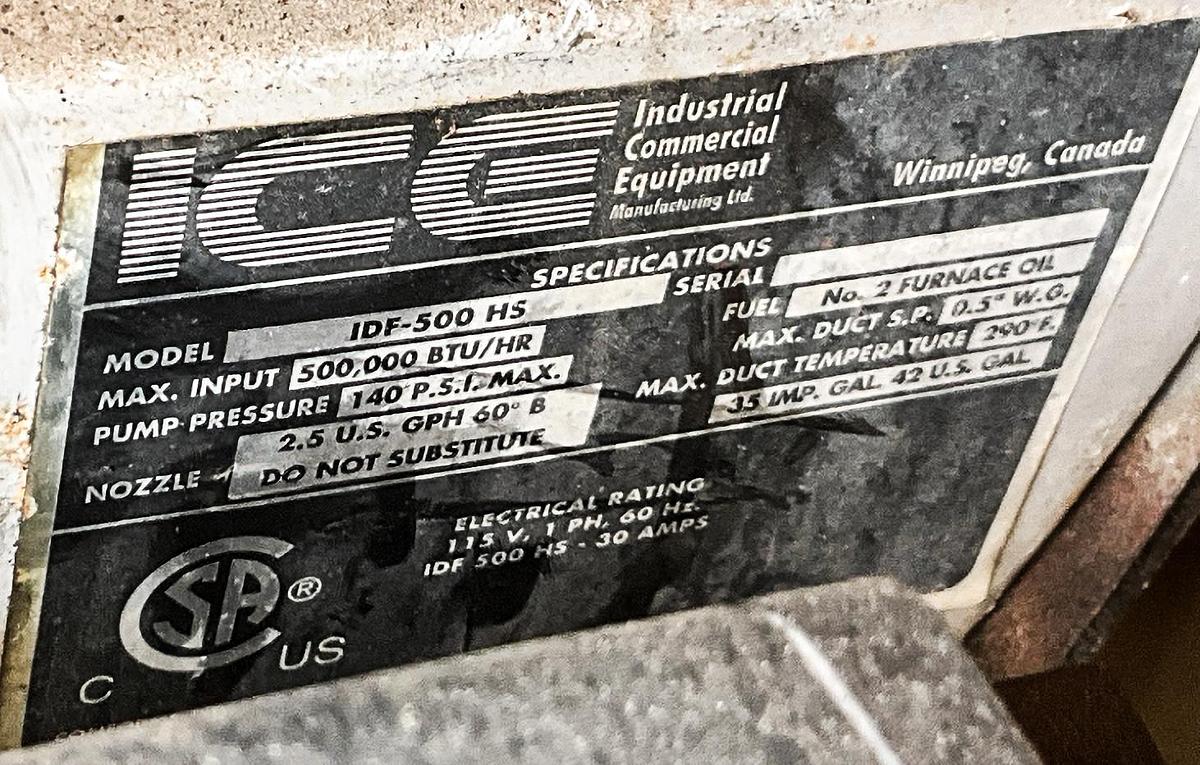 ICE
Industrial
Commercial
Equipment
Manufacturing Ltd.
Winnipeg, Canada
SPECIFICATIONS
MODEL IDF-500 HS
MAX. INPUT 500,000 BTU/HR
PUMP PRESSURE 140 P.S.I. MAX.
NOZZLE 2.5 U.S. GPH 60° B
DO NOT SUBSTITUTE
SERIAL
FUEL No. 2 FURNACE OIL
MAX. DUCT S.P. 0.5" W.G.
MAX. DUCT TEMPERATURE 290°F.
35 IMP. GAL. 42 U.S. GAL
ELECTRICAL RATING
115 V, 1 PH, 60 Hz.
IDF 500 HS - 30 AMPS
CSA ®
C US